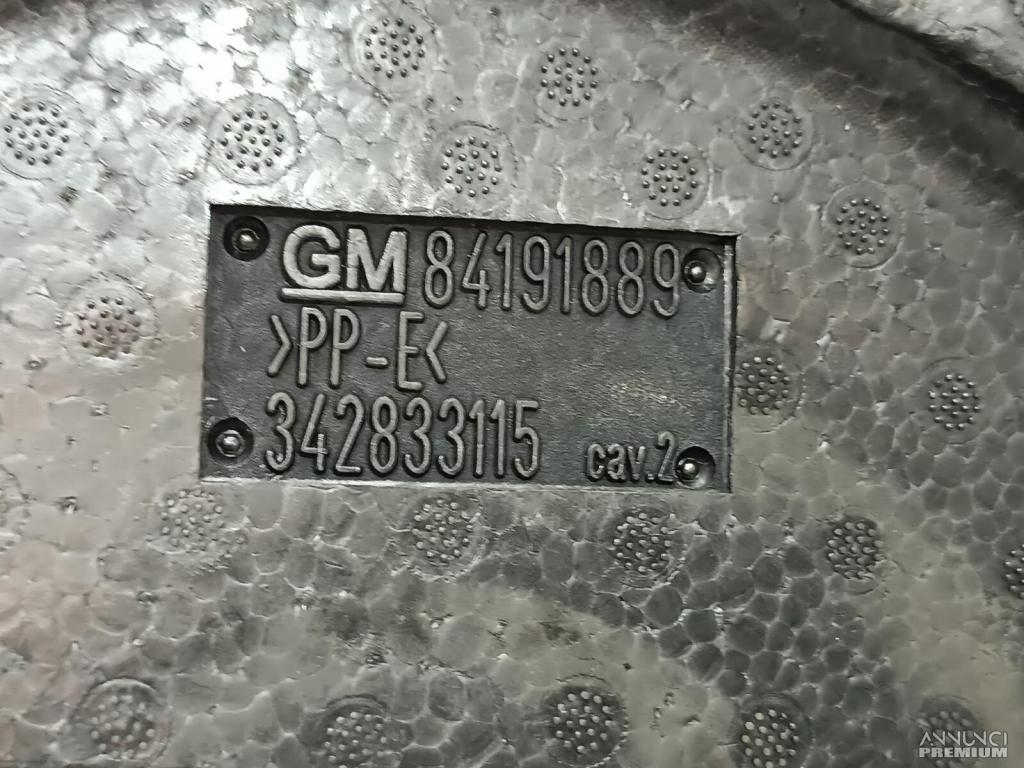 GM 84191889
>PP-E<
342833115 cav.2
ANNUNCI
PREMIUM